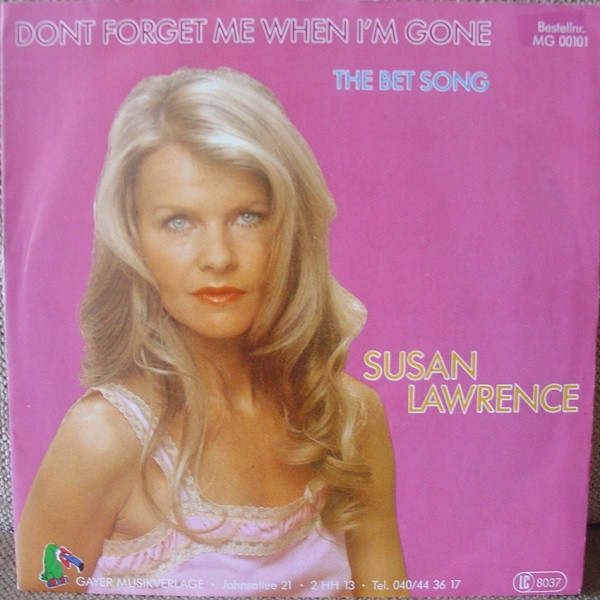 DONT FORGET ME WHEN I'M GONE
Bestellnr.
MG 00101
THE BET SONG
SUSAN
LAWRENCE
GAYER MUSIKVERLAGE · Johnsallee 21 · 2 HH 13 · Tel. 040/44 36 17
LC 8037